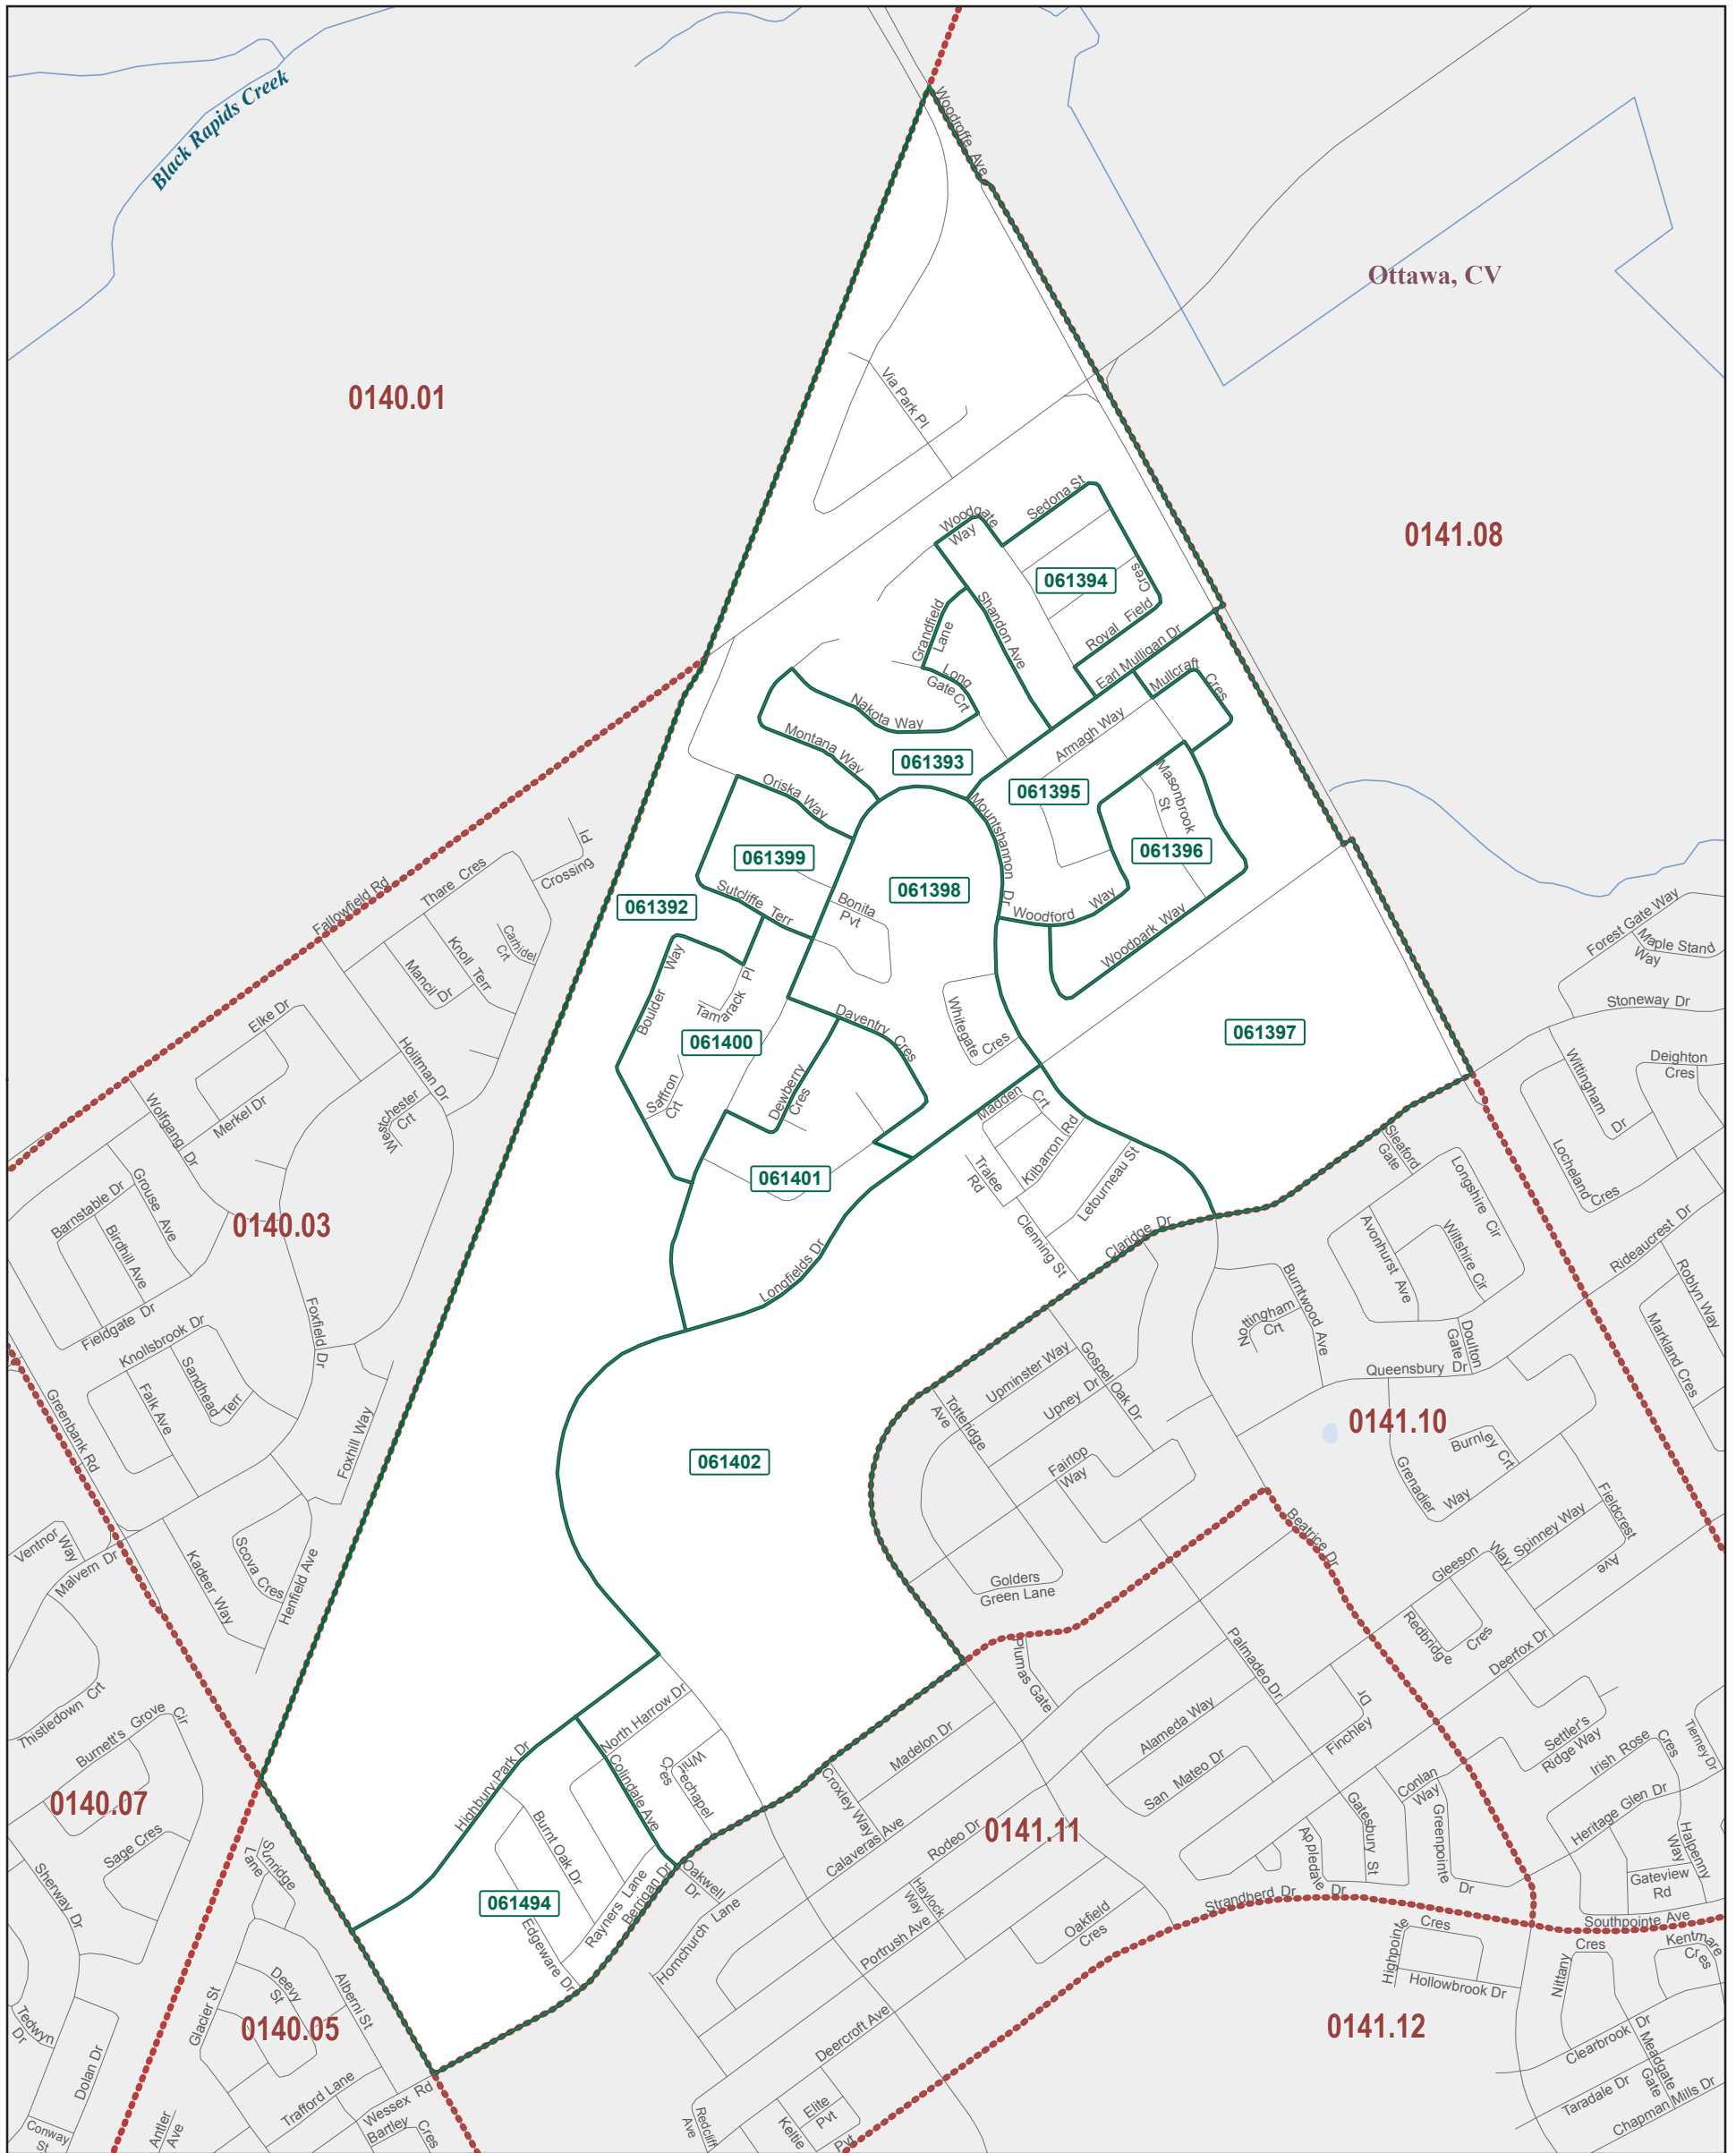 Black Rapids Creek
Woodroffe Ave
Ottawa, CV
0140.01
Via Park Pl
0141.08
Sedona St
Woodgate
Way
061394
Cres
Royal Field
Shandon Ave
Grandfield
Lane
Earl Mulligan Dr
Long
Gate Crt
Mullcraft
Cres
Nakota Way
Montana Way
061393
Armagh Way
061395
Masonbrook
St
Oriska Way
Mountshannon Dr
061396
061399
Pl
Crossing
Thare Cres
Fallowfield Rd
061398
061392
Sutcliffe Terr
Bonita
Pvt
Woodford Way
Woodpark Way
Forest Gate Way
Maple Stand
Way
Carhidel
Crt
Knoll Terr
Mancil Dr
Boulder Way
Tamarack Pl
Stoneway Dr
Elke Dr
Daventry Cres
Whitegate
Cres
061397
061400
Holitman Dr
Wittingham
Dr
Deighton
Cres
Merkel Dr
Wolfgang Dr
Westchester
Crt
Saffron
Crt
Dewberry
Cres
Madden Crt
Kilbarron Rd
Tralee
Rd
Letourneau St
Sleaford
Gate
Locheland
Cres
061401
Grouse Ave
Barnstable Dr
Birdhill Ave
0140.03
Clenning St
Claridge Dr
Longshire Cir
Avonhurst Ave
Wiltshire Cir
Rideaucrest Dr
Longfields Dr
Roblyn Way
Burntwood Ave
Nottingham
Crt
Fieldgate Dr
Foxfield Dr
Knollsbrook Dr
Sandhead
Terr
Falk Ave
Doulton
Gate
Markland Cres
Queensbury Dr
Upminster Way
Upney Dr
Gospel Oak Dr
Totteridge
Ave
Greenbank Rd
Foxhill Way
0141.10
Burnley Crt
061402
Fairlop
Way
Grenadier
Way
Fieldcrest
Ave
Ventnor
Way
Malvern Dr
Kadeer Way
Scova Cres
Henfield Ave
Beatrice Dr
Spinney Way
Gleeson Way
Golders
Green Lane
Redbridge
Cres
Deerfox Dr
Plumas Gate
Palmadeo Dr
Thistledown Crt
Burnett's Grove Cir
North Harrow Dr
Highbury Park Dr
Colindale Ave
Whitechapel
Cres
Madelon Dr
Alameda Way
Finchley
Dr
Settler's
Ridge Way
Irish Rose
Cres
Tierney Dr
San Mateo Dr
0140.07
Croxley Way
Conlan
Way
Heritage Glen Dr
0141.11
Burnt Oak Dr
Calaveras Ave
Rodeo Dr
Gatesbury St
Greenpointe
Dr
Appledale Dr
Halpenny
Way
Sage Cres
Sunridge
Lane
Sherway Dr
061494
Rayners Lane
Berrigan Dr
Oakwell
Dr
Gateview
Rd
Havlock
Way
Strandherd Dr
Southpointe Ave
Edgeware Dr
Hornchurch Lane
Portrush Ave
Oakfield
Cres
Highpointe
Cres
Hollowbrook Dr
Kentmare
Cres
Nittany
Cres
Deevy
St
Alberni St
Glacier St
0140.05
Tedwyn
Dr
Dolan Dr
Deercroft Ave
0141.12
Clearbrook Dr
Meadgate
Gate
Taradale Dr
Chapman Mills Dr
Trafford Lane
Wessex Rd
Bartley Cres
Elite
Pvt
Keltie
Pvt
Redcliff
Ave
Antler
Ave
Conway
St